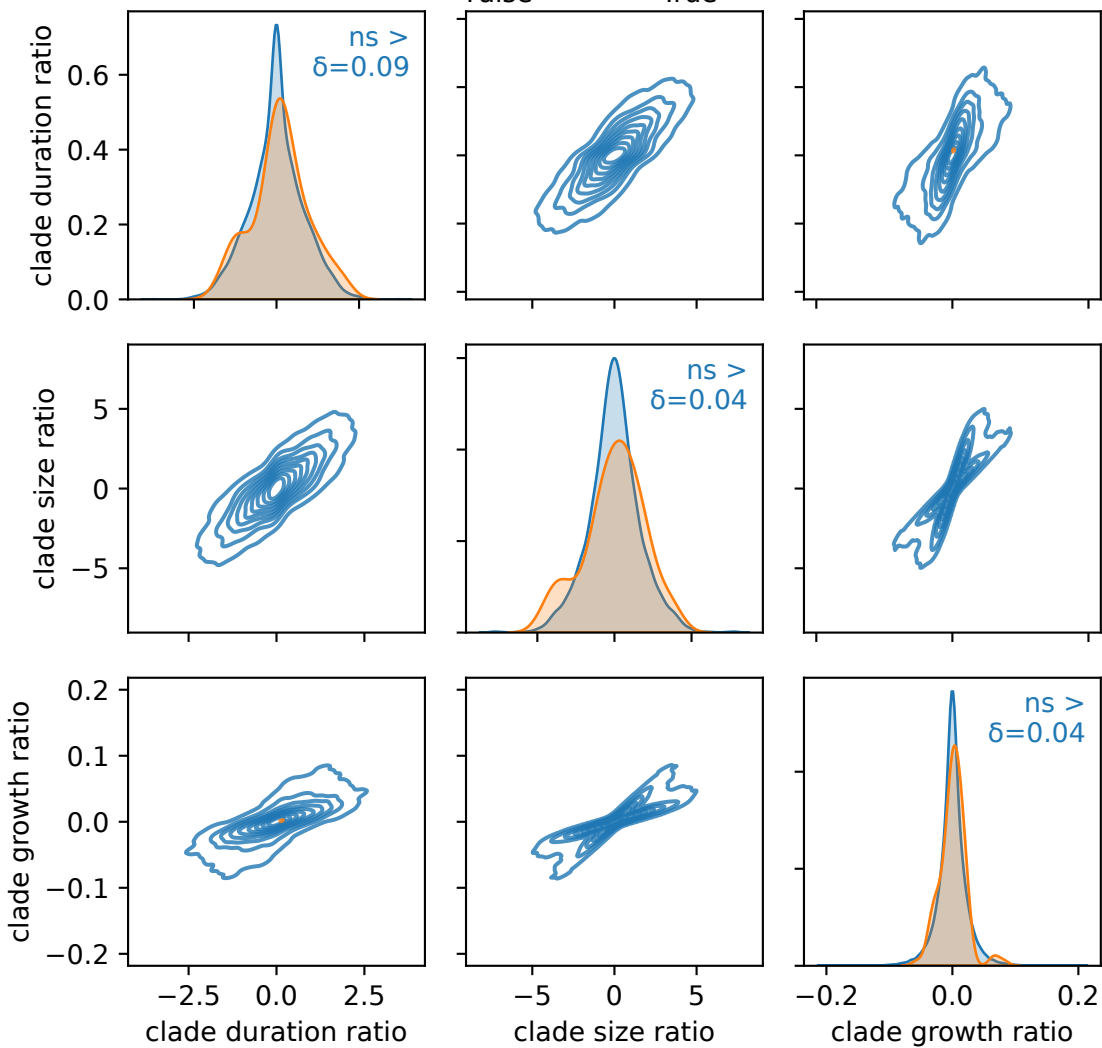 clade duration ratio
0.6
0.4
0.2
0.0
ns >
δ=0.09
clade size ratio
5
0
−5
ns >
δ=0.04
clade growth ratio
0.2
0.1
0.0
−0.1
−0.2
ns >
δ=0.04
−2.5 0.0 2.5
−5 0 5
−0.2 0.0 0.2
clade duration ratio
clade size ratio
clade growth ratio